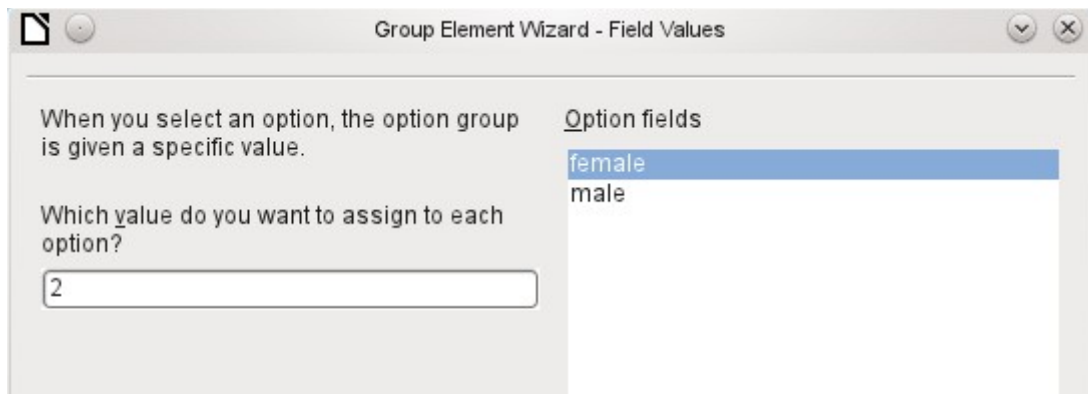 Group Element Wizard - Field Values
When you select an option, the option group
is given a specific value.
Which value do you want to assign to each
option?
2
Option fields
female
male